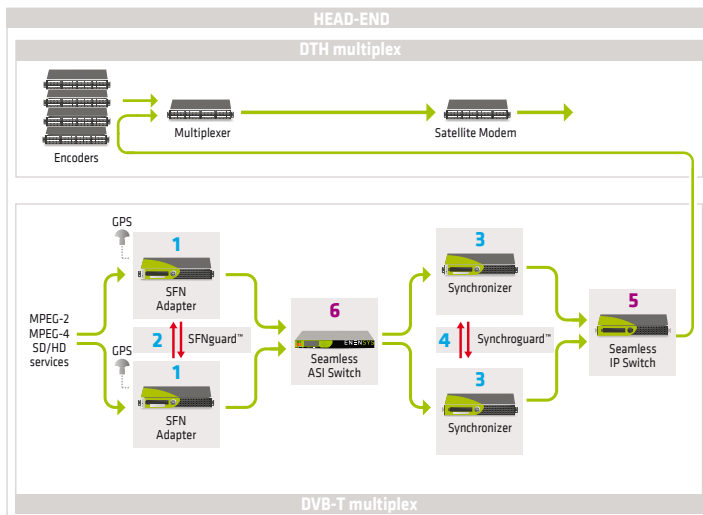 HEAD-END
DTH multiplex
Encoders
Multiplexer
Satellite Modem
GPS
1
SFN
Adapter
MPEG-2
MPEG-4
SD/HD
services
2
SFNguard™
GPS
1
SFN
Adapter
6
ENENSYS
Seamless
ASI Switch
3
Synchronizer
4
Synchroguard™
3
Synchronizer
5
Seamless
IP Switch
DVB-T multiplex